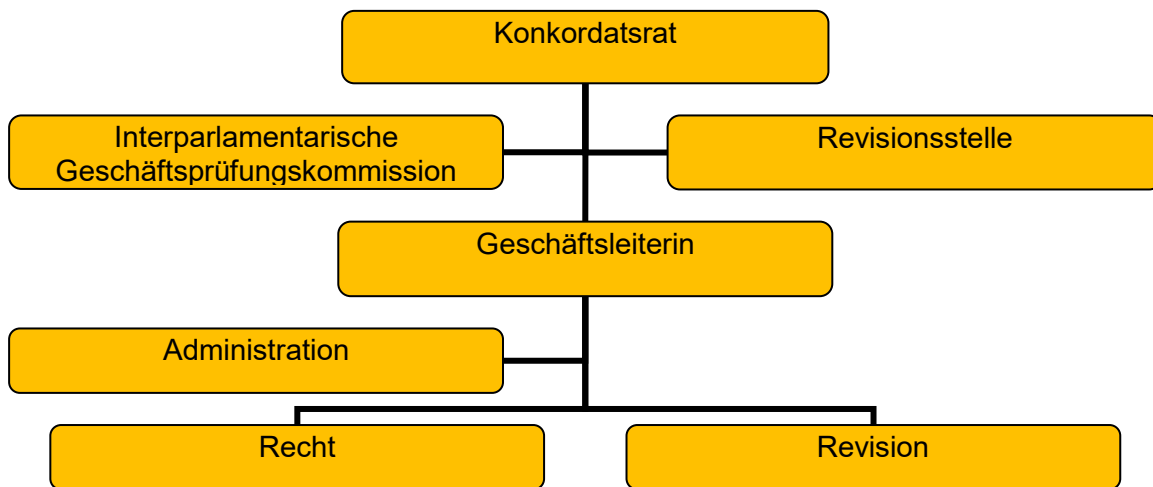 Konkordatsrat
Interparlamentarische
Geschäftsprüfungskommission
Revisionsstelle
Geschäftsleiterin
Administration
Recht
Revision